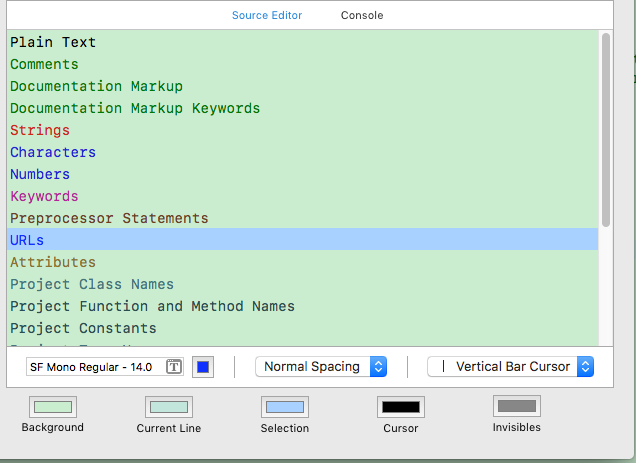 Source Editor Console
Plain Text
Comments
Documentation Markup
Documentation Markup Keywords
Strings
Characters
Numbers
Keywords
Preprocessor Statements
URLs
Attributes
Project Class Names
Project Function and Method Names
Project Constants
SF Mono Regular - 14.0 T Normal Spacing Vertical Bar Cursor
Background Current Line Selection Cursor Invisibles